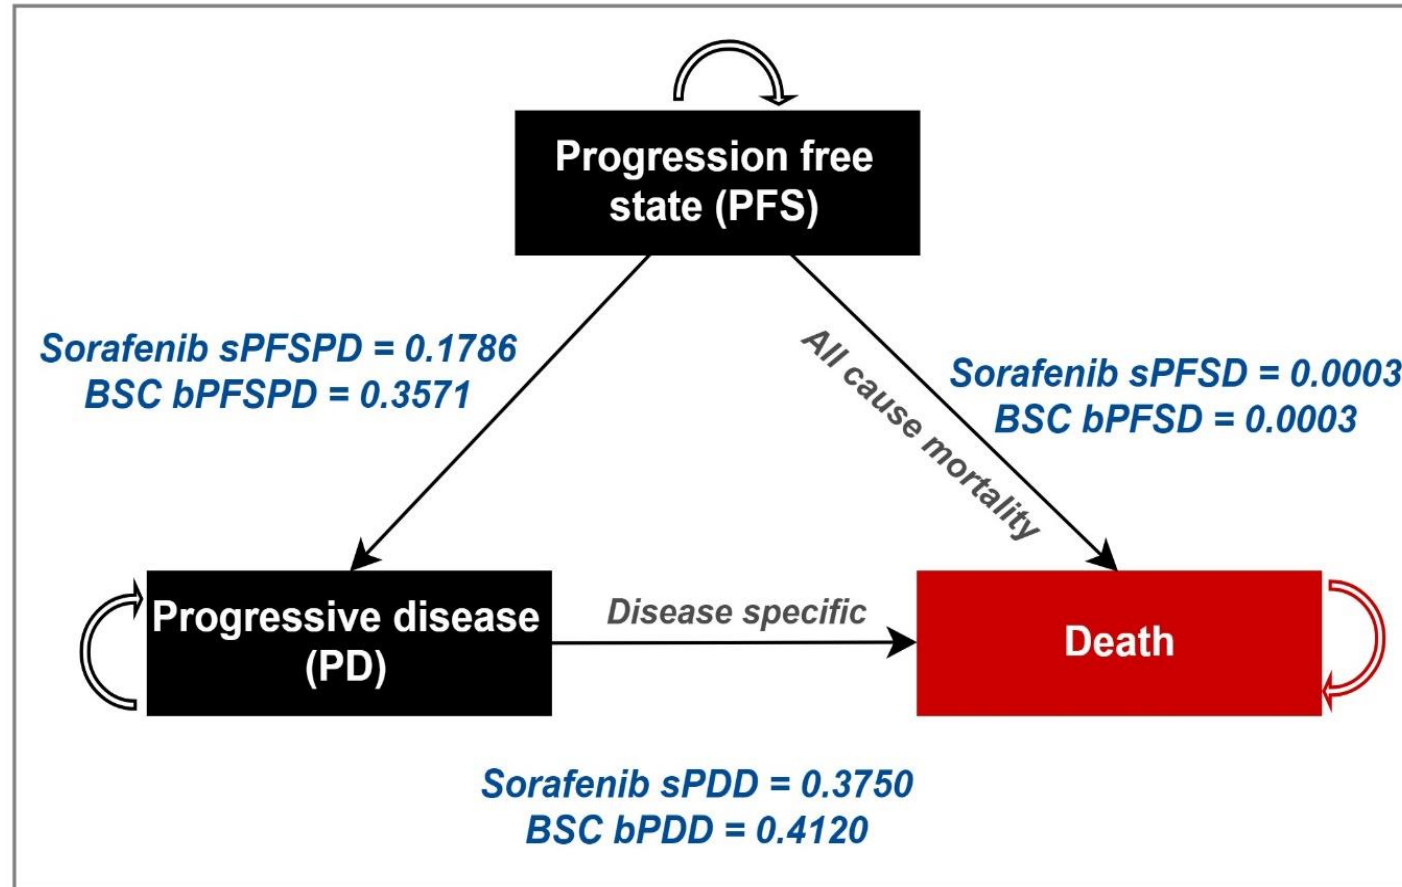 Progression free
state (PFS)
Sorafenib sPFSPD = 0.1786
BSC bPFSPD = 0.3571
All cause mortality
Sorafenib sPFSD = 0.0003
BSC bPFSD = 0.0003
Progressive disease
(PD)
Disease specific
Death
Sorafenib sPDD = 0.3750
BSC bPDD = 0.4120